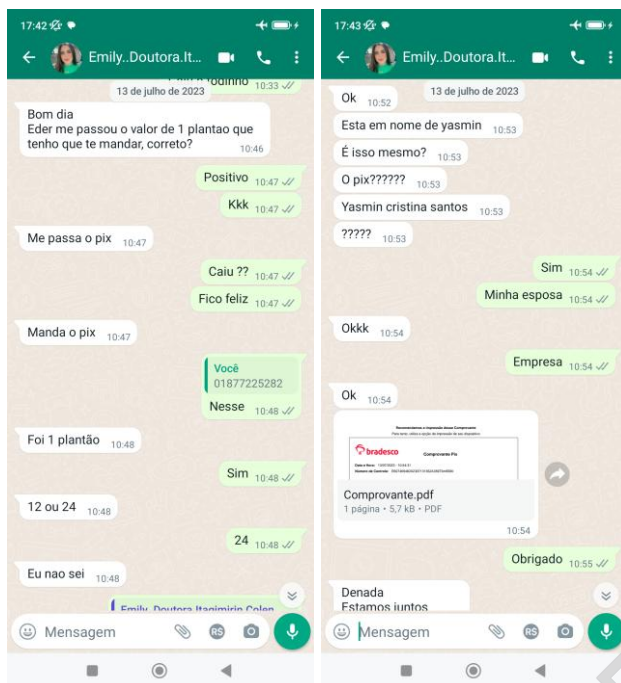 17:42
Emily..Doutora.It...
13 de julho de 2023
rodinho 10:33
Bom dia
Eder me passou o valor de 1 plantao que
tenho que te mandar, correto?
10:46
Positivo 10:47
Kkk 10:47
Me passa o pix 10:47
Caiu ?? 10:47
Fico feliz 10:47
Manda o pix 10:47
Você
01877225282
Nesse 10:48
Foi 1 plantão 10:48
Sim 10:48
12 ou 24 10:48
24 10:48
Eu nao sei 10:48
Emily Doutora Itagimirin Colen
Mensagem
RS
17:43
Emily..Doutora.It...
13 de julho de 2023
Ok 10:52
Esta em nome de yasmin 10:53
É isso mesmo? 10:53
O pix?????? 10:53
Yasmin cristina santos 10:53
????? 10:53
Sim 10:54
Minha esposa 10:54
Okkk 10:54
Empresa 10:54
Ok 10:54
bradesco
Comprovante Pix
Comprovante.pdf
1 página • 5,7 kB • PDF
10:54
Obrigado 10:55
Denada
Estamos juntos
Mensagem
RS